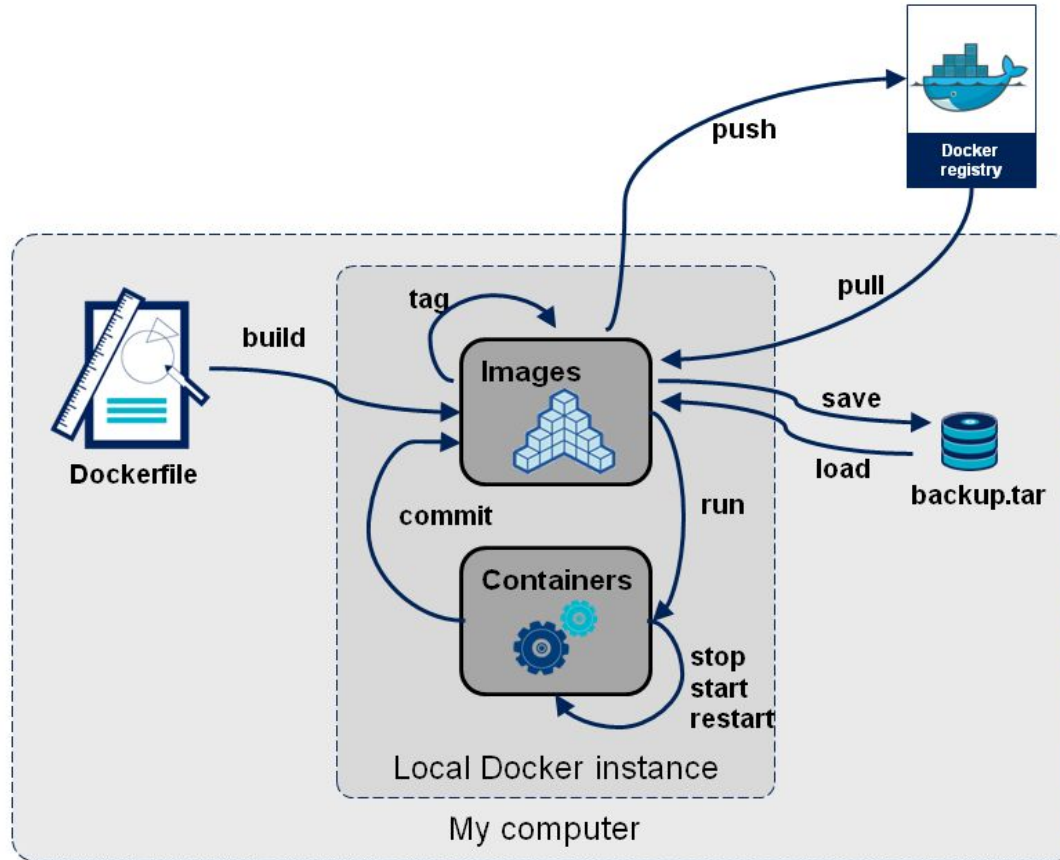 push
Docker
registry
tag
pull
build
Images
save
load
Dockerfile
backup.tar
commit
run
Containers
stop
start
restart
Local Docker instance
My computer